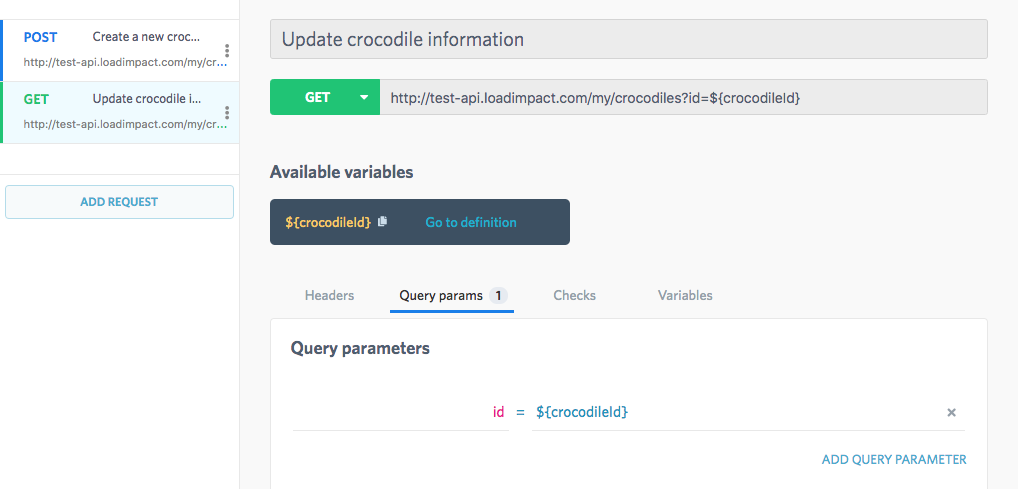 POST Create a new croc...
http://test-api.loadimpact.com/my/cr...
GET Update crocodile i...
http://test-api.loadimpact.com/my/cr...
ADD REQUEST
Update crocodile information
GET http://test-api.loadimpact.com/my/crocodiles?id=${crocodileId}
Available variables
${crocodileId} Go to definition
Headers Query params 1 Checks Variables
Query parameters
id = ${crocodileId} ×
ADD QUERY PARAMETER